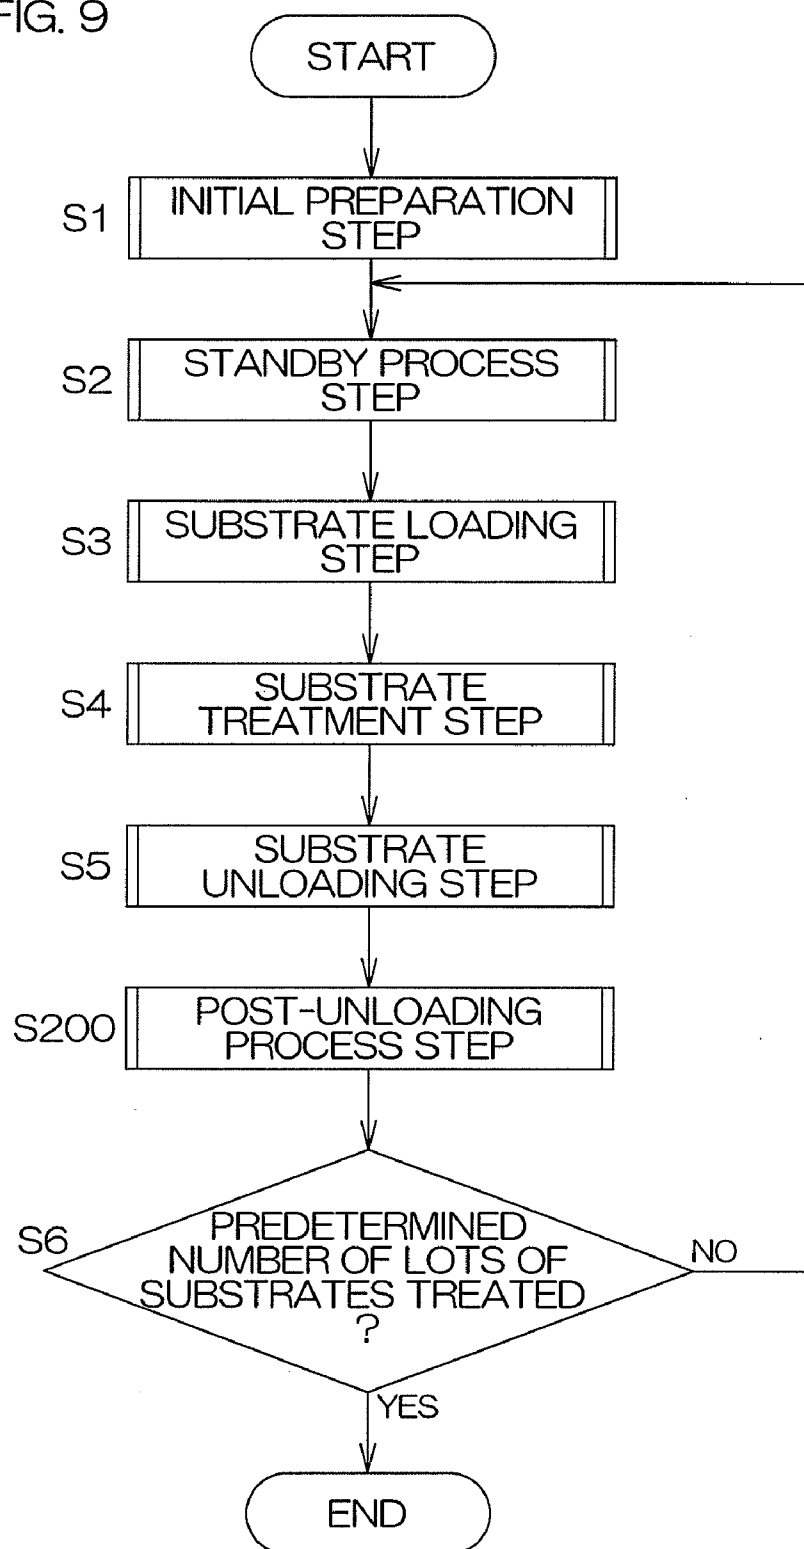 FIG. 9
START
S1
INITIAL PREPARATION
STEP
S2
STANDBY PROCESS
STEP
S3
SUBSTRATE LOADING
STEP
S4
SUBSTRATE
TREATMENT STEP
S5
SUBSTRATE
UNLOADING STEP
S200
POST-UNLOADING
PROCESS STEP
S6
PREDETERMINED
NUMBER OF LOTS OF
SUBSTRATES TREATED
?
NO
YES
END